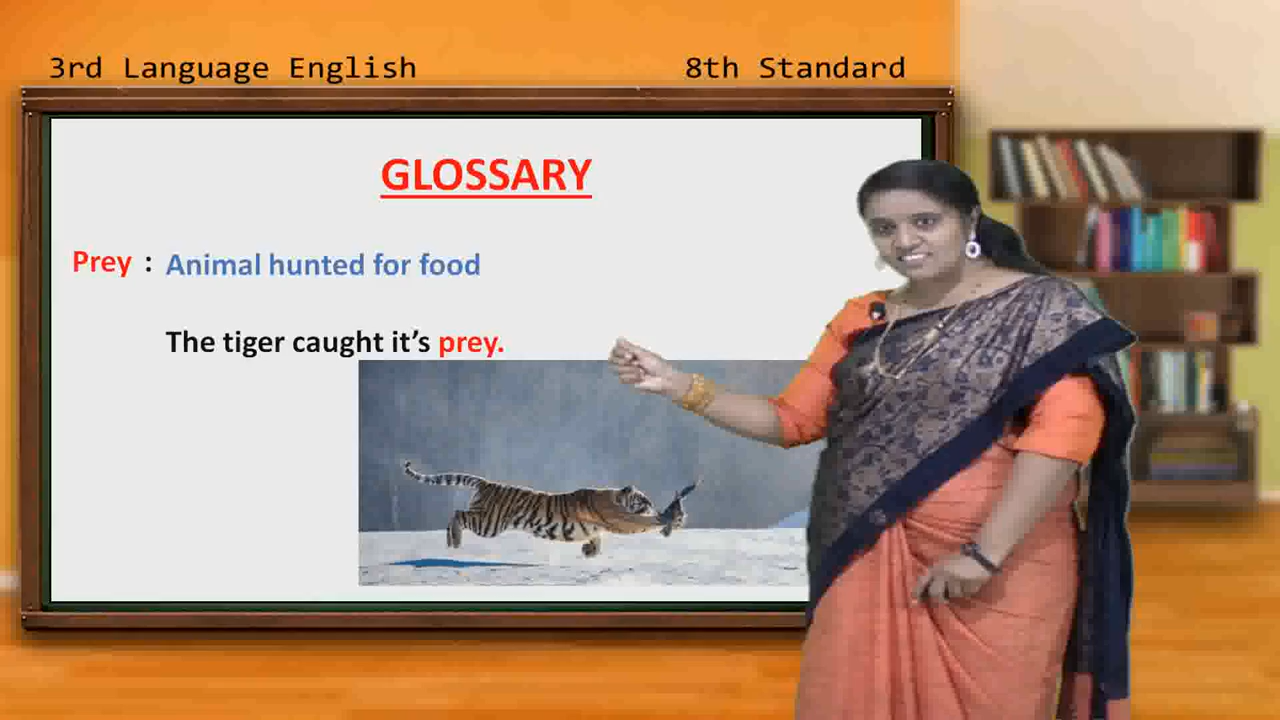 3rd Language English 8th Standard
GLOSSARY
Prey : Animal hunted for food
The tiger caught it’s prey.